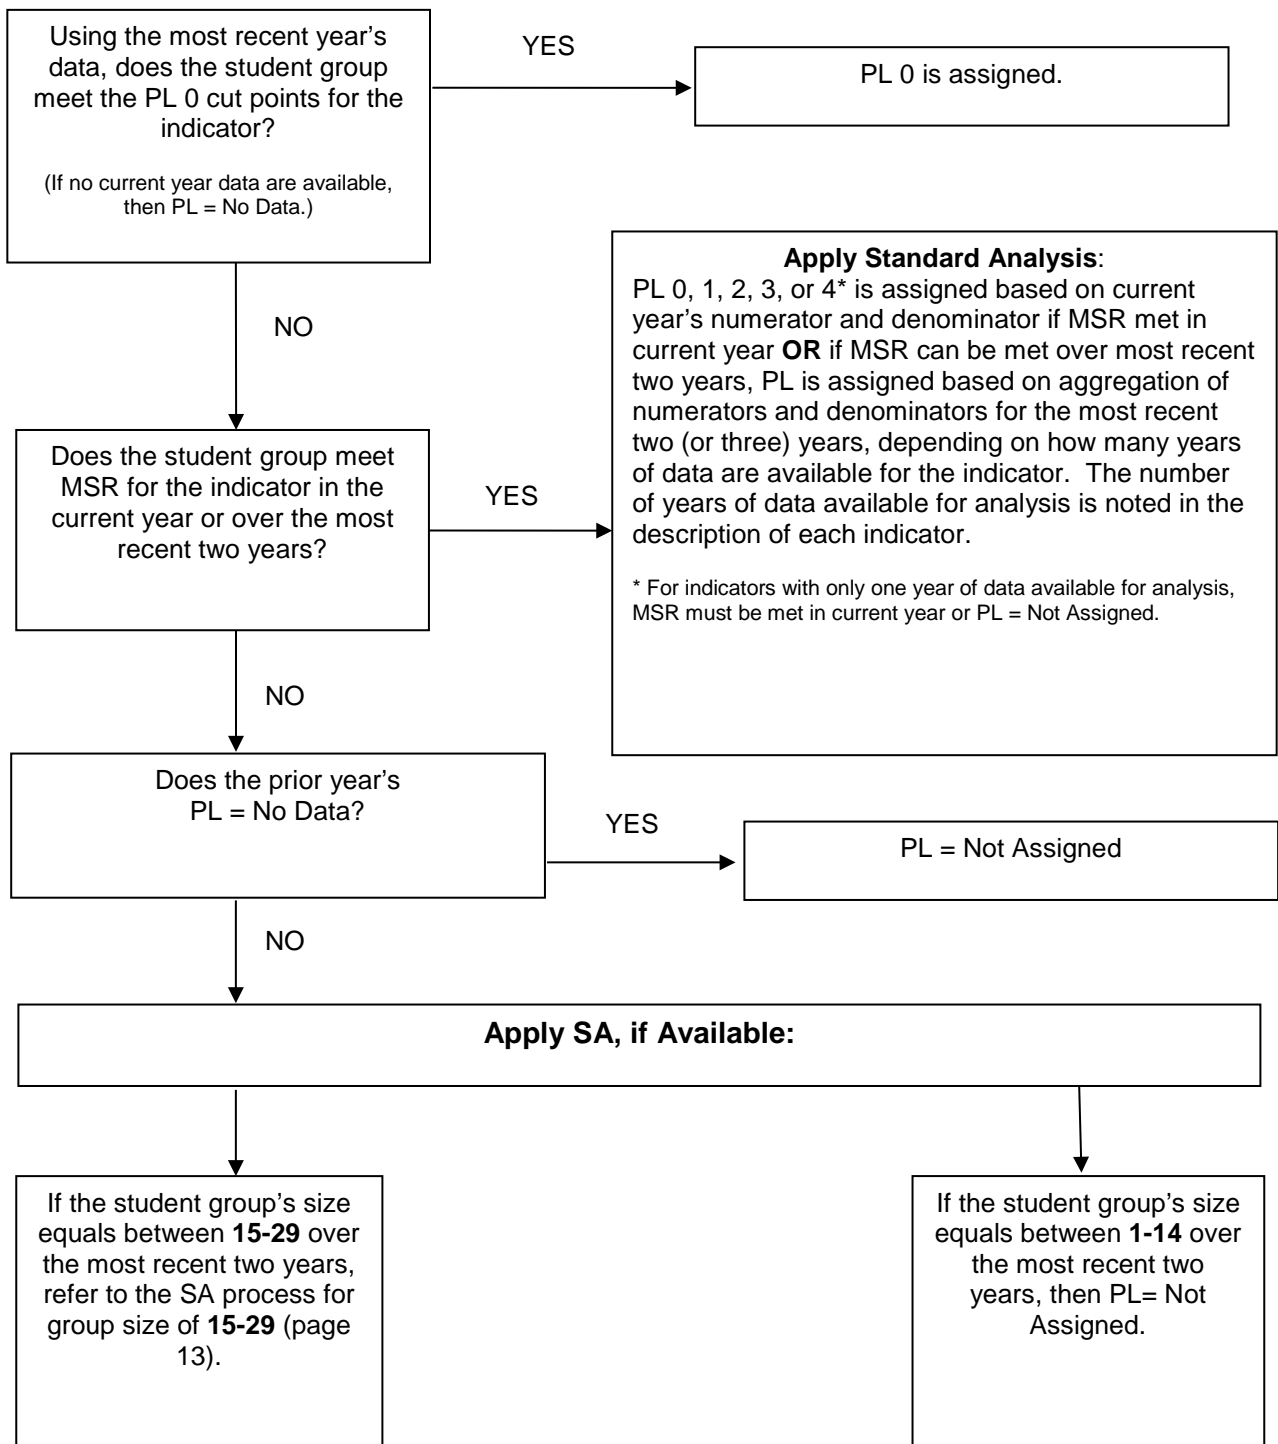 Using the most recent year's
data, does the student group
meet the PL 0 cut points for the
indicator?
(If no current year data are available,
then PL = No Data.)
YES
PL 0 is assigned.
NO
Apply Standard Analysis:
PL 0, 1, 2, 3, or 4* is assigned based on current
year's numerator and denominator if MSR met in
current year OR if MSR can be met over most recent
two years, PL is assigned based on aggregation of
numerators and denominators for the most recent
two (or three) years, depending on how many years
of data are available for the indicator.  The number
of years of data available for analysis is noted in the
description of each indicator.
* For indicators with only one year of data available for analysis,
MSR must be met in current year or PL = Not Assigned.
Does the student group meet
MSR for the indicator in the
current year or over the most
recent two years?
YES
NO
Does the prior year's
PL = No Data?
YES
PL = Not Assigned
NO
Apply SA, if Available:
If the student group's size
equals between 15-29 over
the most recent two years,
refer to the SA process for
group size of 15-29 (page
13).
If the student group's size
equals between 1-14 over
the most recent two
years, then PL= Not
Assigned.